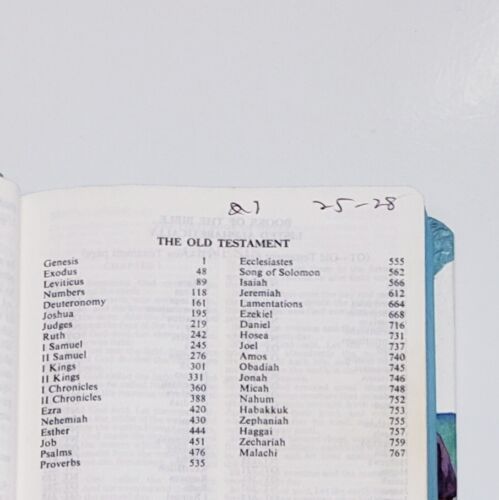 Q1 25-28
THE OLD TESTAMENT
Genesis 1
Exodus 48
Leviticus 89
Numbers 118
Deuteronomy 161
Joshua 195
Judges 219
Ruth 242
I Samuel 245
II Samuel 276
I Kings 301
II Kings 331
I Chronicles 360
II Chronicles 388
Ezra 420
Nehemiah 430
Esther 444
Job 451
Psalms 476
Proverbs 535
Ecclesiastes 555
Song of Solomon 562
Isaiah 566
Jeremiah 612
Lamentations 664
Ezekiel 668
Daniel 716
Hosea 731
Joel 737
Amos 740
Obadiah 745
Jonah 746
Micah 748
Nahum 752
Habakkuk 753
Zephaniah 755
Haggai 757
Zechariah 759
Malachi 767